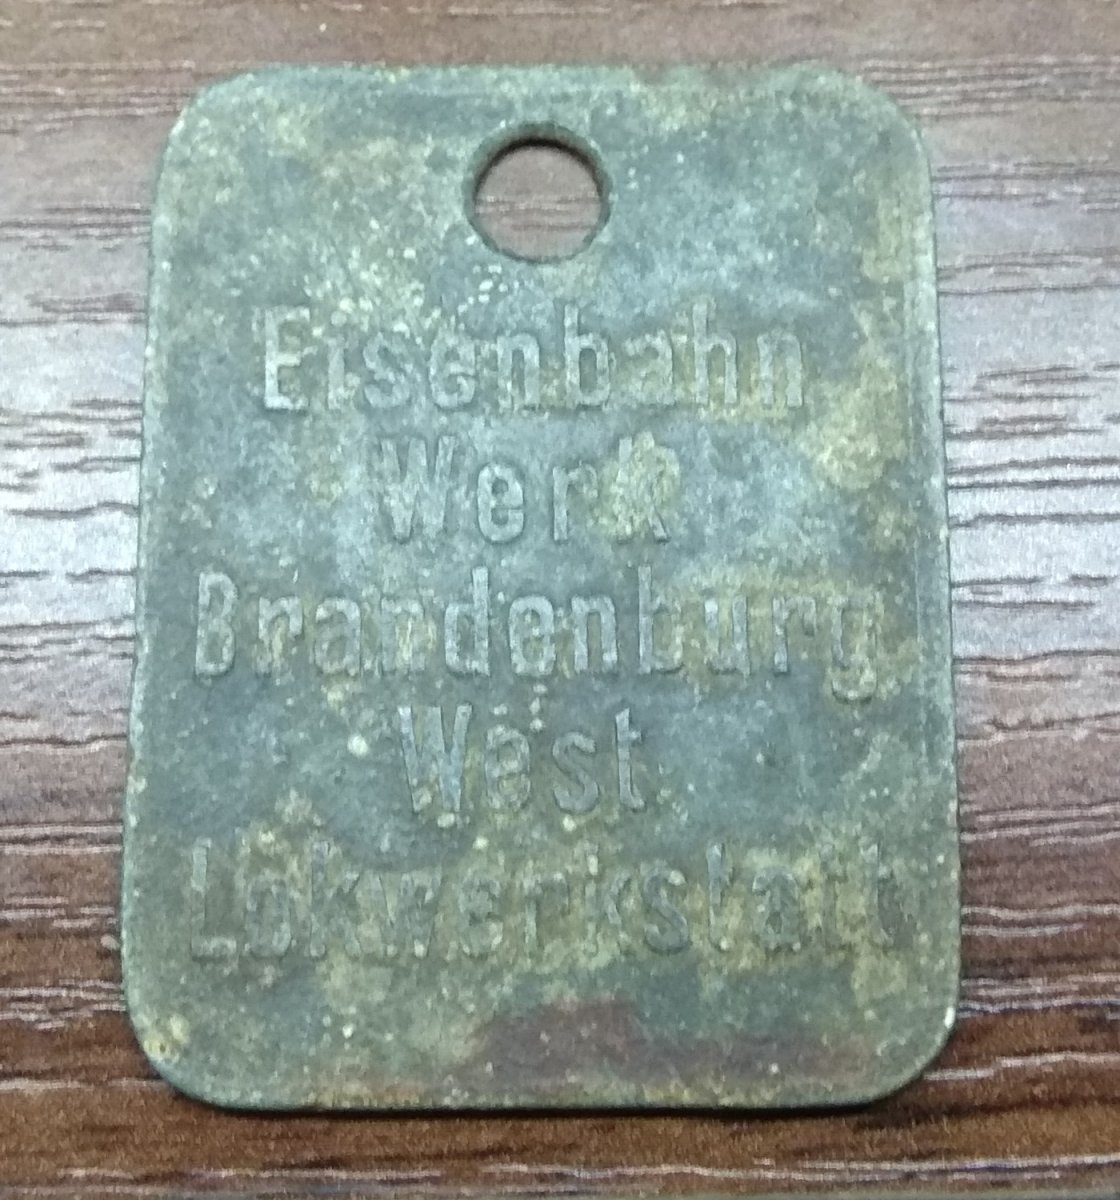 Eisenbahn
Werk
Brandenburg
West
Lokwerkstatt